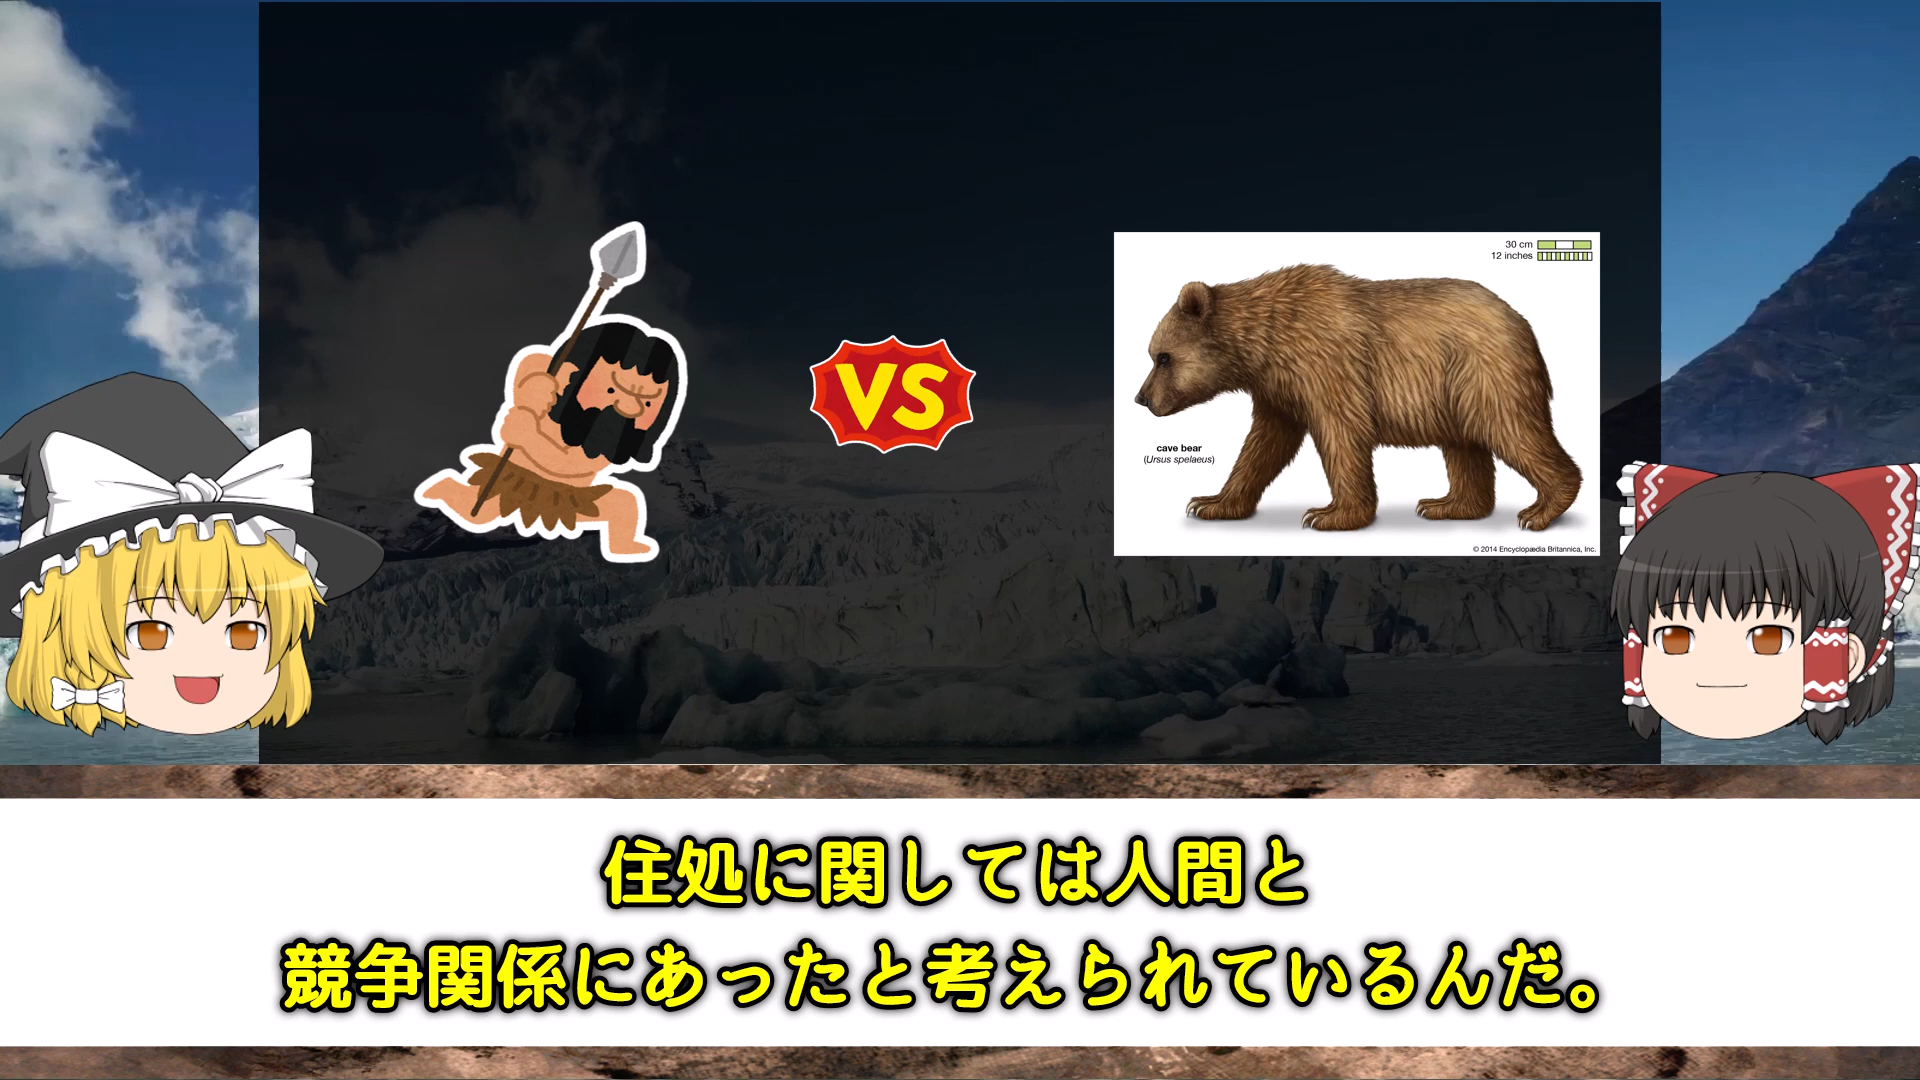 30 cm
12 inches
VS
cave bear
(Ursus spelaeus)
© 2014 Encyclopædia Britannica, Inc.
住処に関しては人間と
競争関係にあったと考えられているんだ。